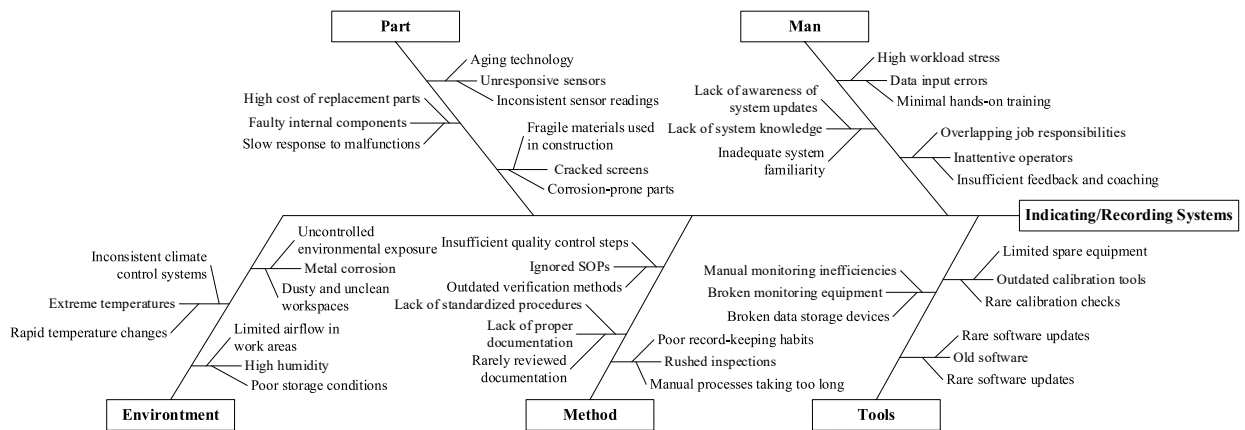 Part
Man
Aging technology
Unresponsive sensors
Inconsistent sensor readings
High cost of replacement parts
Faulty internal components
Slow response to malfunctions
Fragile materials used
in construction
Cracked screens
Corrosion-prone parts
High workload stress
Data input errors
Minimal hands-on training
Lack of awareness of
system updates
Lack of system knowledge
Inadequate system
familiarity
Overlapping job responsibilities
Inattentive operators
Insufficient feedback and coaching
Indicating/Recording Systems
Uncontrolled
environmental exposure
Metal corrosion
Dusty and unclean
workspaces
Inconsistent climate
control systems
Extreme temperatures
Rapid temperature changes
Limited airflow in
work areas
High humidity
Poor storage conditions
Insufficient quality control steps
Ignored SOPs
Outdated verification methods
Lack of standardized procedures
Lack of proper
documentation
Rarely reviewed
documentation
Poor record-keeping habits
Rushed inspections
Manual processes taking too long
Limited spare equipment
Outdated calibration tools
Rare calibration checks
Manual monitoring inefficiencies
Broken monitoring equipment
Broken data storage devices
Rare software updates
Old software
Rare software updates
Environtment
Method
Tools